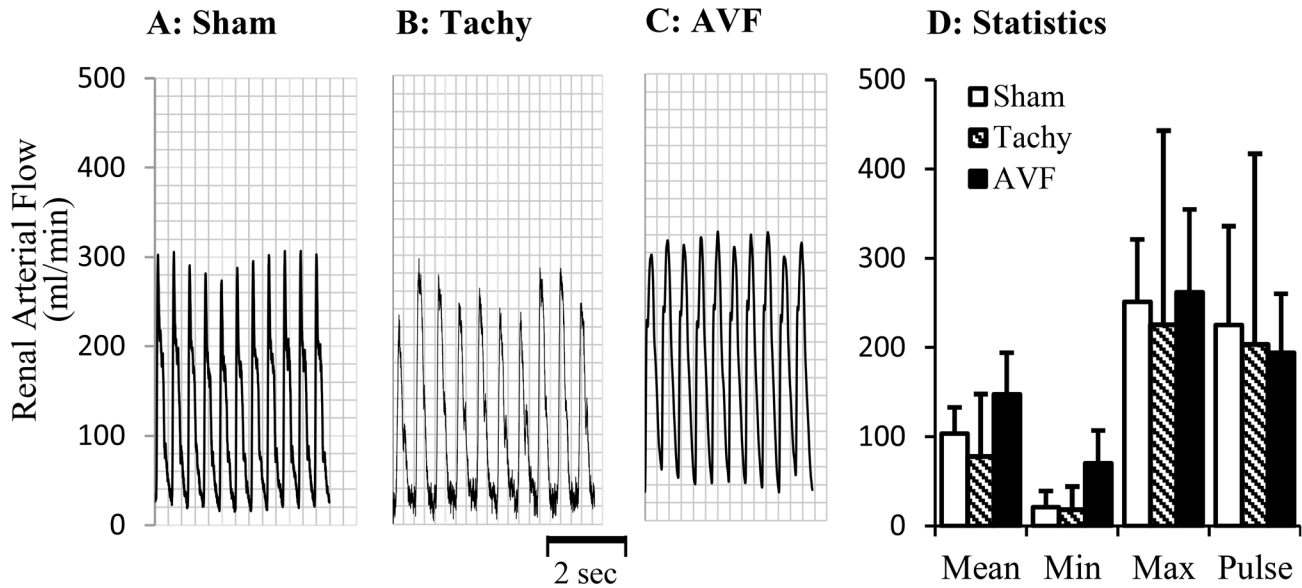 A: Sham
B: Tachy
C: AVF
D: Statistics
Renal Arterial Flow
(ml/min)
500
400
300
200
100
0
2 sec
500
400
300
200
100
0
Sham
Tachy
AVF
Mean Min Max Pulse